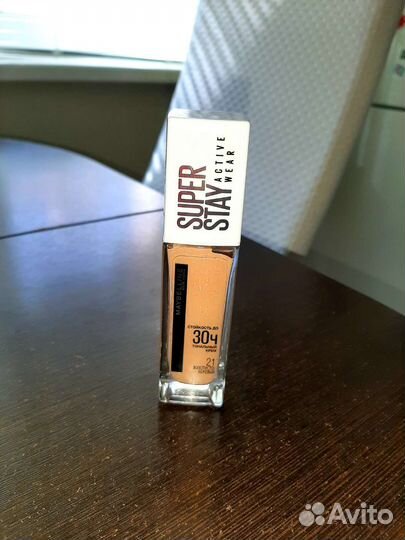 SUPER
STAY
ACTIVE
WEAR
MAYBELLINE
СТОЙКОСТЬ ДО
30Ч
ТОНАЛЬНЫЙ
КРЕМ
21
Avito